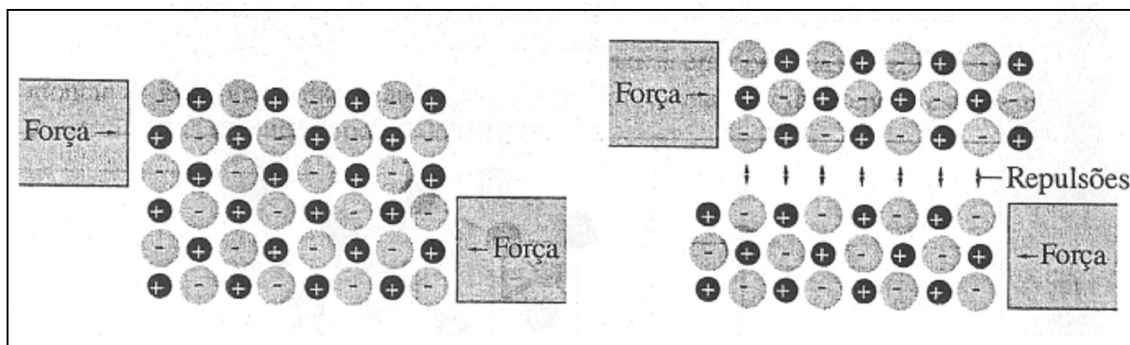 - + - + - + - +
Força
+ - + - + - + -
- + - + - + - +
+ - + - + - + -
- + - + - + - +
Força
+ - + - + - + -
- + - + - + - +
Força
+ - + - + - + -
- + - + - + - +
Repulsões
+ - + - + - + -
- + - + - + - +
Força
+ - + - + - + -